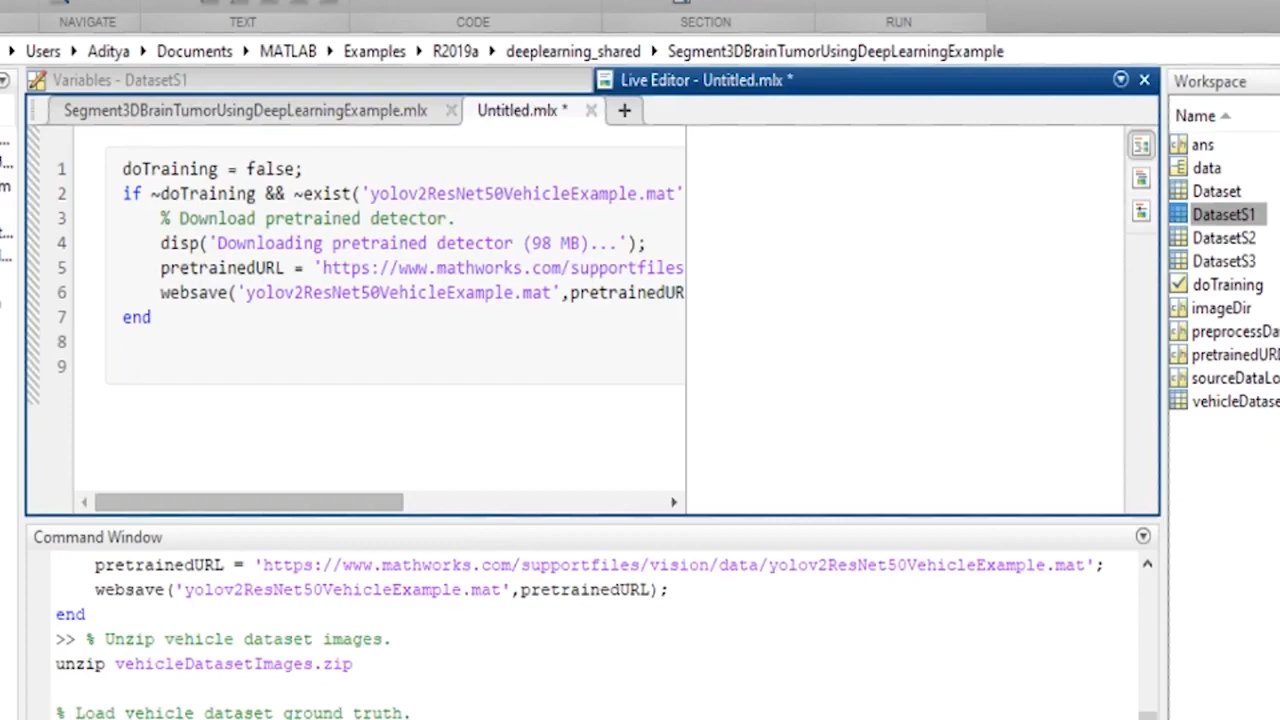 NAVIGATE TEXT CODE SECTION RUN
Users Aditya Documents MATLAB Examples R2019a deeplearning_shared Segment3DBrainTumorUsingDeepLearningExample
Variables - DatasetS1
Live Editor - Untitled.mlx *
Segment3DBrainTumorUsingDeepLearningExample.mlx
Untitled.mlx *
1 doTraining = false;
2 if ~doTraining && ~exist('yolov2ResNet50VehicleExample.mat'
3 % Download pretrained detector.
4 disp('Downloading pretrained detector (98 MB)...');
5 pretrainedURL = 'https://www.mathworks.com/supportfiles
6 websave('yolov2ResNet50VehicleExample.mat',pretrainedUR
7 end
8
9
Command Window
pretrainedURL = 'https://www.mathworks.com/supportfiles/vision/data/yolov2ResNet50VehicleExample.mat';
websave('yolov2ResNet50VehicleExample.mat',pretrainedURL);
end
>> % Unzip vehicle dataset images.
unzip vehicleDatasetImages.zip
% Load vehicle dataset ground truth.
Workspace
Name
ans
data
Dataset
DatasetS1
DatasetS2
DatasetS3
doTraining
imageDir
preprocessDa
pretrainedURL
sourceDataLo
vehicleDatase